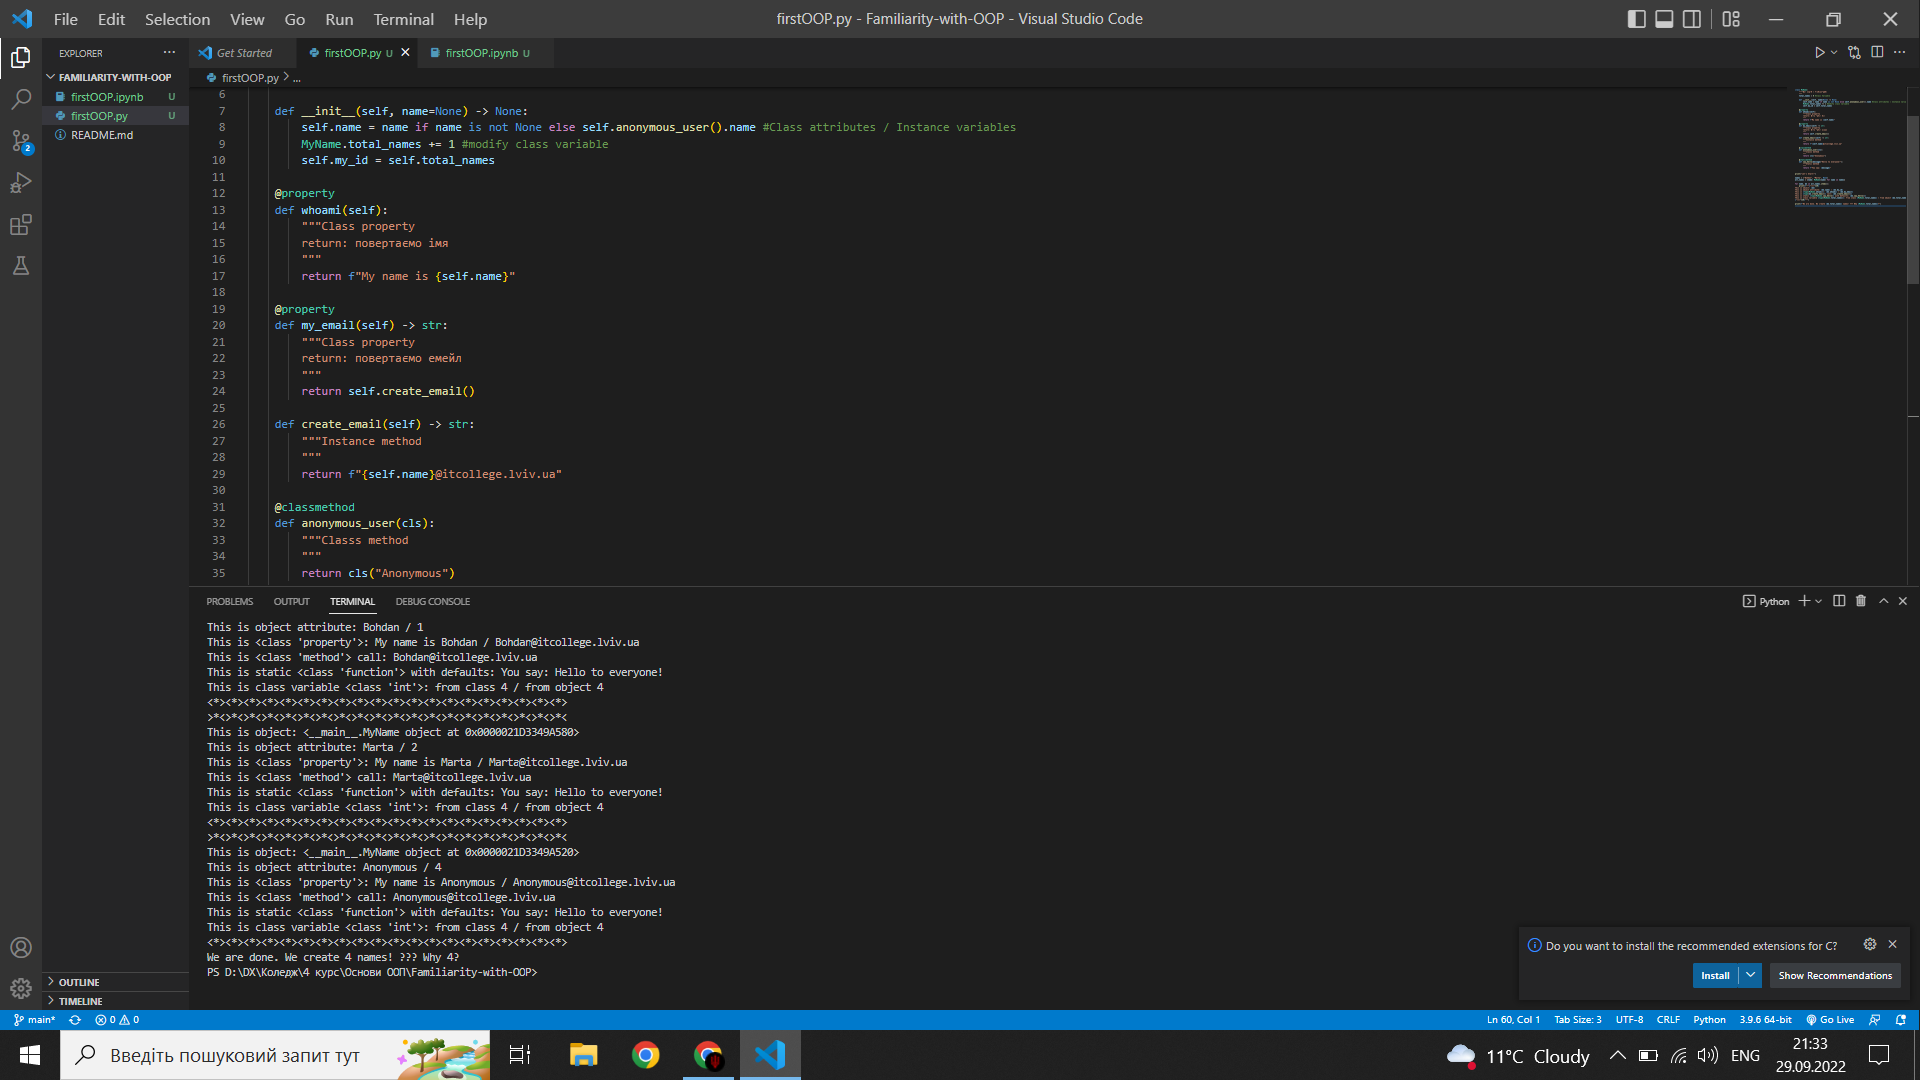 File Edit Selection View Go Run Terminal Help
firstOOP.py - Familiarity-with-OOP - Visual Studio Code
EXPLORER
FAMILIARITY-WITH-OOP
firstOOP.ipynb U
firstOOP.py U
README.md
2
OUTLINE
TIMELINE
Get Started firstOOP.py U firstOOP.ipynb U
firstOOP.py > ...
6
7 def __init__(self, name=None) -> None:
8 self.name = name if name is not None else self.anonymous_user().name #Class attributes / Instance variables
9 MyName.total_names += 1 #modify class variable
10 self.my_id = self.total_names
11
12 @property
13 def whoami(self):
14 """Class property
15 return: повертаємо імя
16 """
17 return f"My name is {self.name}"
18
19 @property
20 def my_email(self) -> str:
21 """Class property
22 return: повертаємо емейл
23 """
24 return self.create_email()
25
26 def create_email(self) -> str:
27 """Instance method
28 """
29 return f"{self.name}@itcollege.lviv.ua"
30
31 @classmethod
32 def anonymous_user(cls):
33 """Classs method
34 """
35 return cls("Anonymous")
PROBLEMS OUTPUT TERMINAL DEBUG CONSOLE
Python
This is object attribute: Bohdan / 1
This is <class 'property'>: My name is Bohdan / Bohdan@itcollege.lviv.ua
This is <class 'method'> call: Bohdan@itcollege.lviv.ua
This is static <class 'function'> with defaults: You say: Hello to everyone!
This is class variable <class 'int'>: from class 4 / from object 4
<*><*><*><*><*><*><*><*><*><*><*><*><*><*><*><*><*><*><*><*>
>*<>*<>*<>*<>*<>*<>*<>*<>*<>*<>*<>*<>*<>*<>*<>*<>*<>*<>*<>*<
This is object: <__main__.MyName object at 0x0000021D3349A580>
This is object attribute: Marta / 2
This is <class 'property'>: My name is Marta / Marta@itcollege.lviv.ua
This is <class 'method'> call: Marta@itcollege.lviv.ua
This is static <class 'function'> with defaults: You say: Hello to everyone!
This is class variable <class 'int'>: from class 4 / from object 4
<*><*><*><*><*><*><*><*><*><*><*><*><*><*><*><*><*><*><*><*>
>*<>*<>*<>*<>*<>*<>*<>*<>*<>*<>*<>*<>*<>*<>*<>*<>*<>*<>*<>*<
This is object: <__main__.MyName object at 0x0000021D3349A520>
This is object attribute: Anonymous / 4
This is <class 'property'>: My name is Anonymous / Anonymous@itcollege.lviv.ua
This is <class 'method'> call: Anonymous@itcollege.lviv.ua
This is static <class 'function'> with defaults: You say: Hello to everyone!
This is class variable <class 'int'>: from class 4 / from object 4
<*><*><*><*><*><*><*><*><*><*><*><*><*><*><*><*><*><*><*><*>
We are done. We create 4 names! ??? Why 4?
PS D:\DX\Коледж\4 курс\Основи ООП\Familiarity-with-OOP>
Do you want to install the recommended extensions for C?
Install Show Recommendations
main* 0 0 Ln 60, Col 1 Tab Size: 3 UTF-8 CRLF Python 3.9.6 64-bit Go Live
Введіть пошуковий запит тут
11°C Cloudy ENG
21:33
29.09.2022